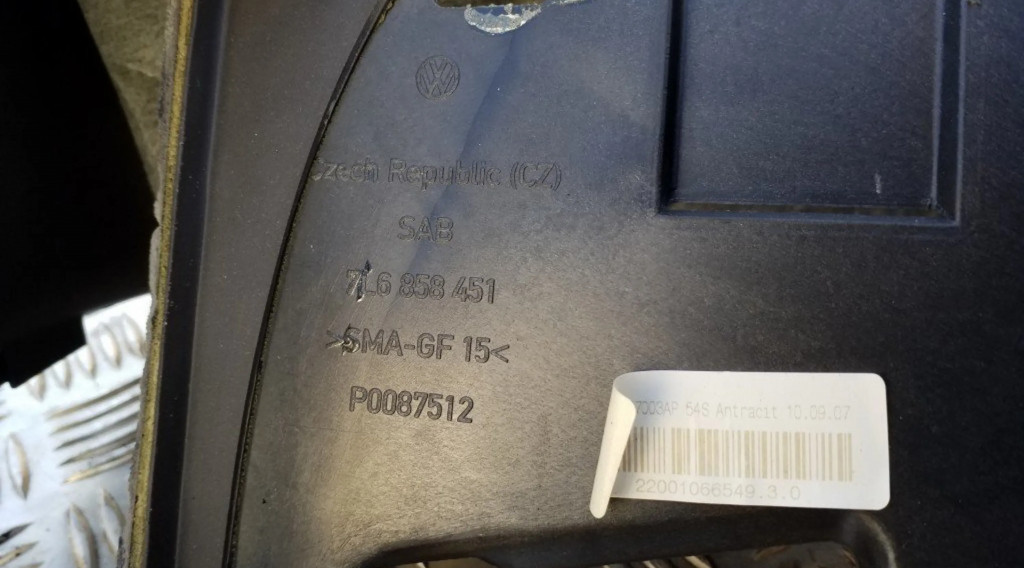 Czech Republic (CZ)
SAB
7L6 858 451
>SMA-GF 15<
P0087512
54S Antracit 10.09.07
22001066549.3.0